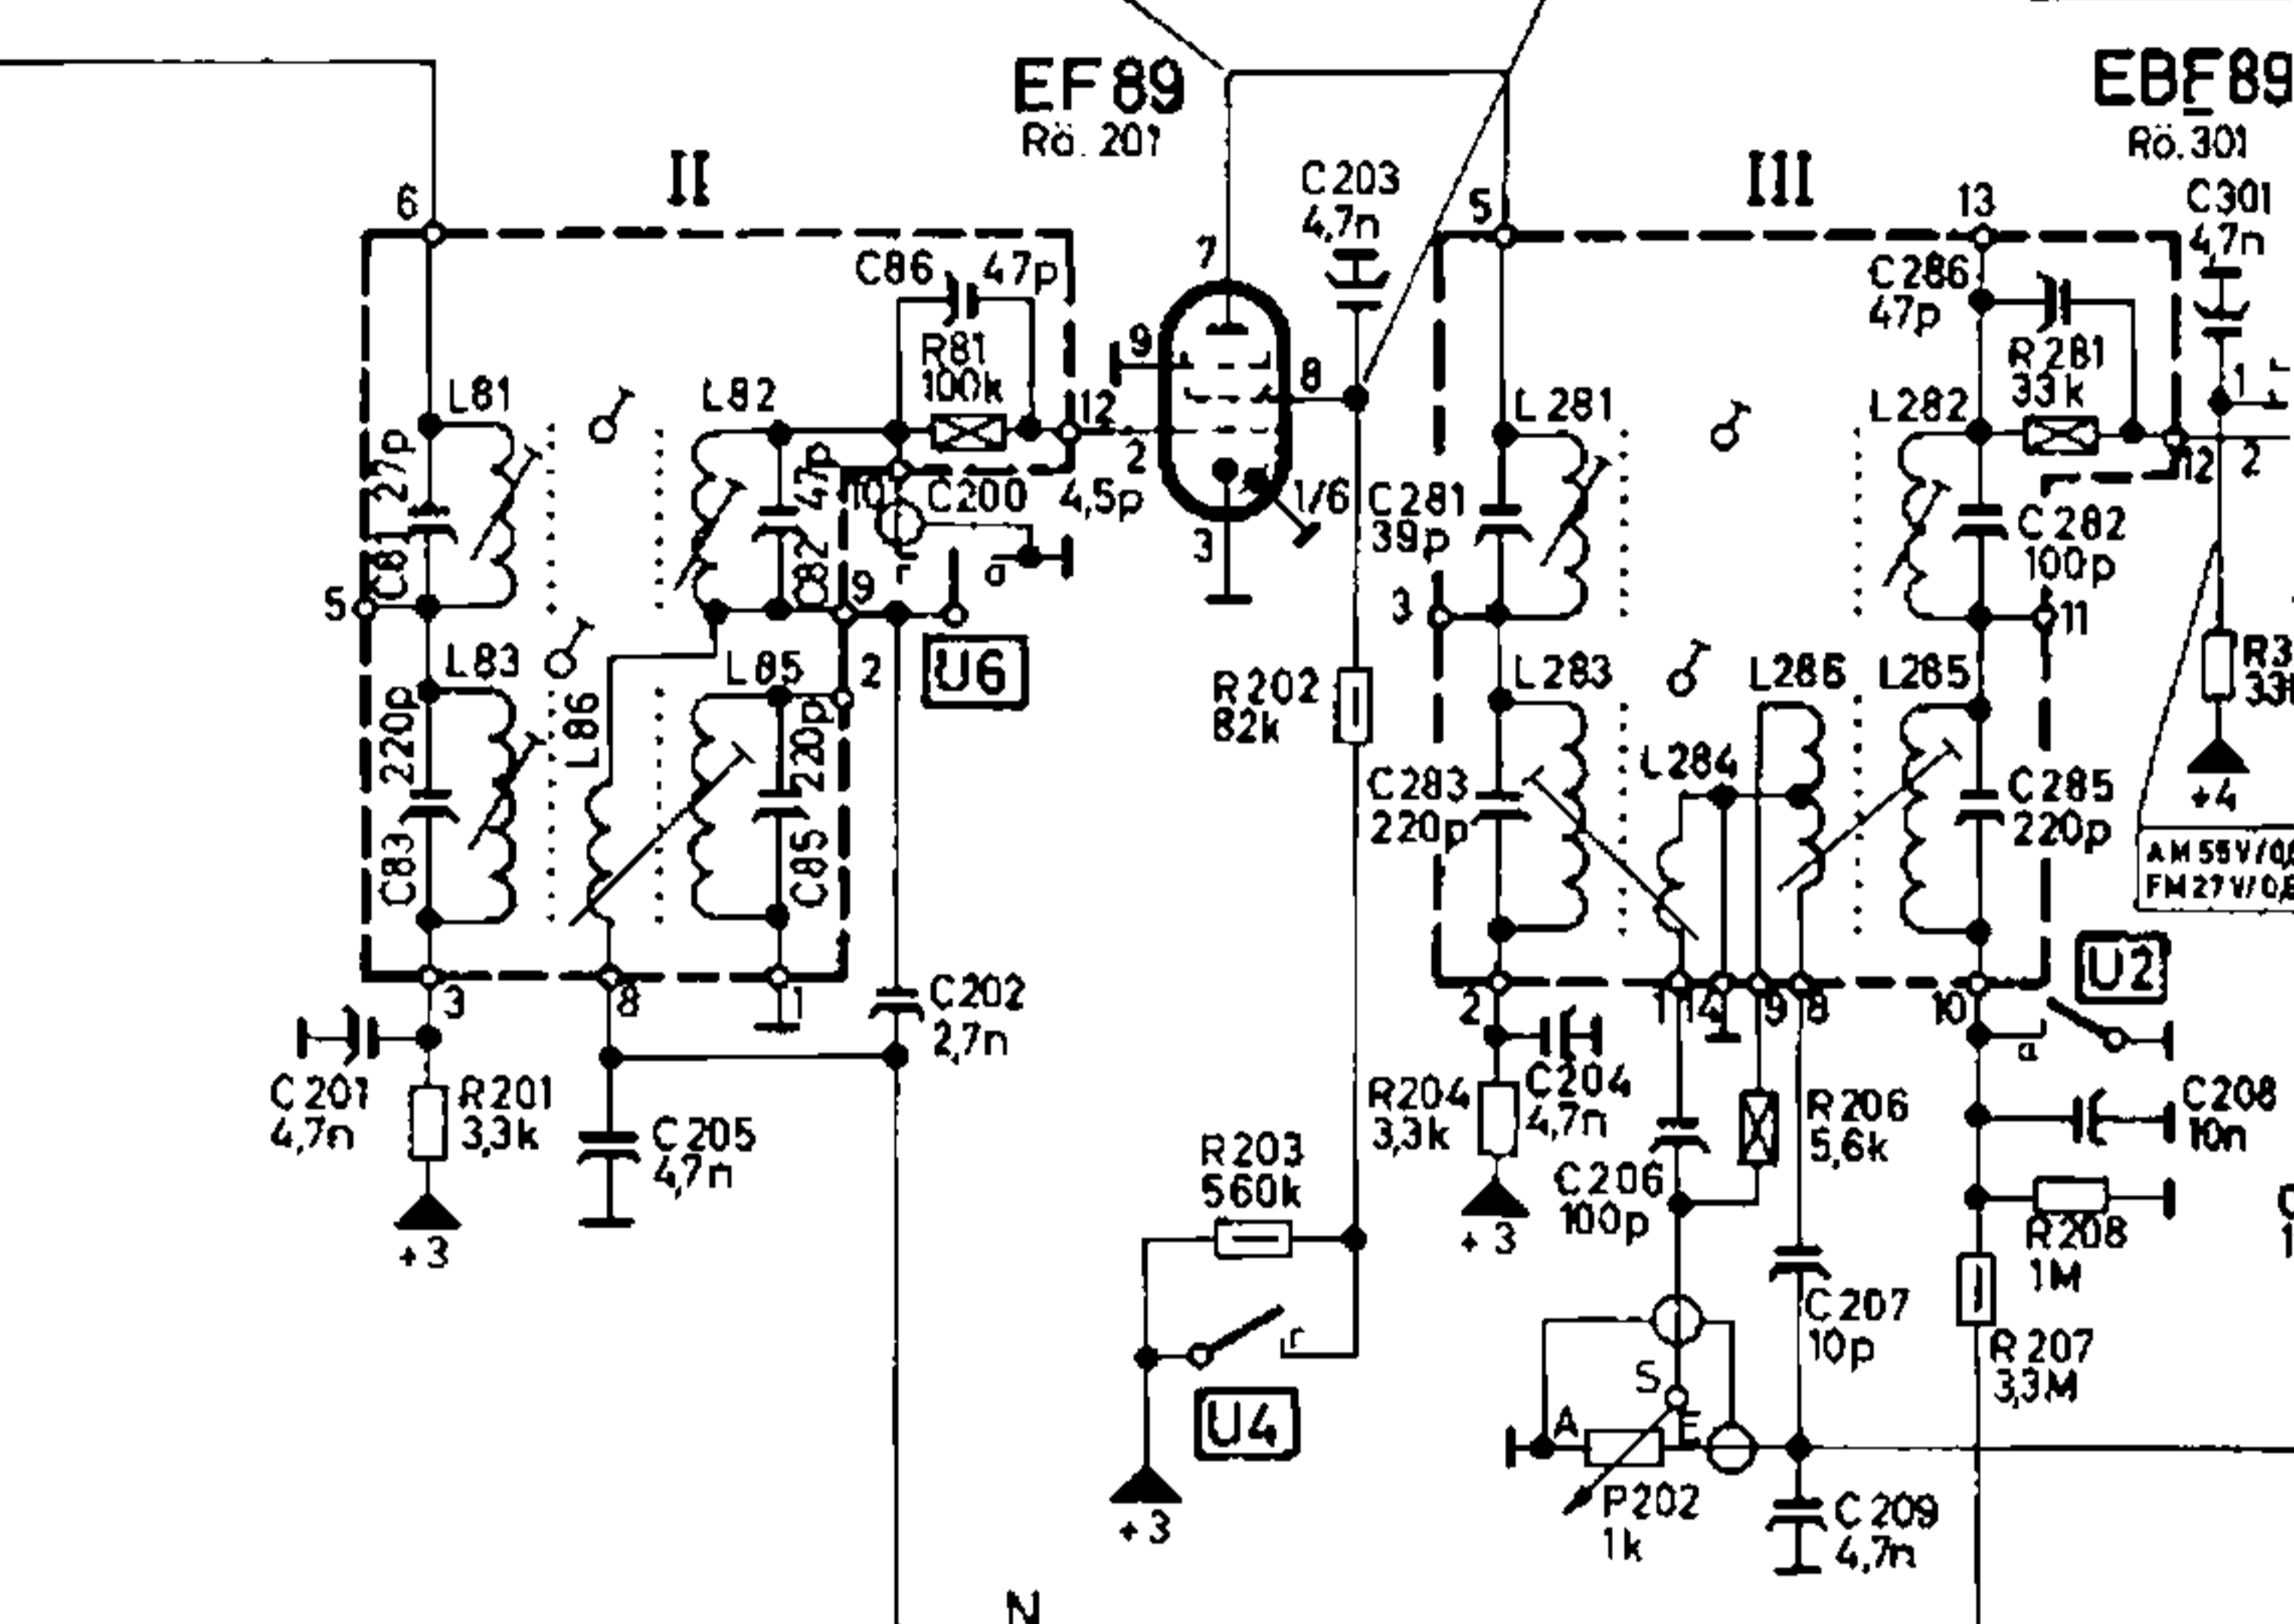 EF89
Rö. 201
EBF89
Rö. 301
II
III
6
C203
4,7n
5
13
C301
4,7n
7
C86 47p
C286
47p
9
R81
100k
R281
33k
8
1
r
L81
L82
12
L281
L282
2
12
2
27p
C81
47p
C82
10
C200 4,5p
1/6
C281
39p
C282
100p
3
r
a
5
9
3
11
L83
L85
2
U6
L283
L286
L285
220p
C83
L86
220p
C85
R202
82k
L284
C283
220p
C285
220p
+4
AM 55V/0,
FM 27V/0,
U2
3
8
1
C202
2,7n
2
1
4
9
8
10
a
C201
4,7n
R201
3,3k
C205
4,7n
R204
3,3k
C204
4,7n
R206
5,6k
C208
10n
R203
560k
C206
100p
R208
1M
+3
+3
C207
10p
R207
3,3M
r
S
U4
A
E
P202
1k
C209
4,7n
+3
N